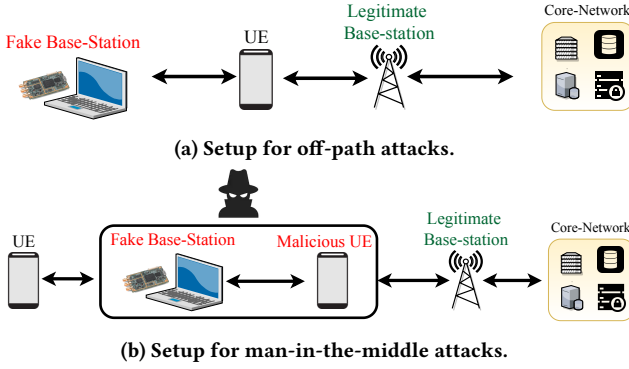 Fake Base-Station
UE
Legitimate
Base-station
Core-Network
(a) Setup for off-path attacks.
UE
Fake Base-Station
Malicious UE
Legitimate
Base-station
Core-Network
(b) Setup for man-in-the-middle attacks.